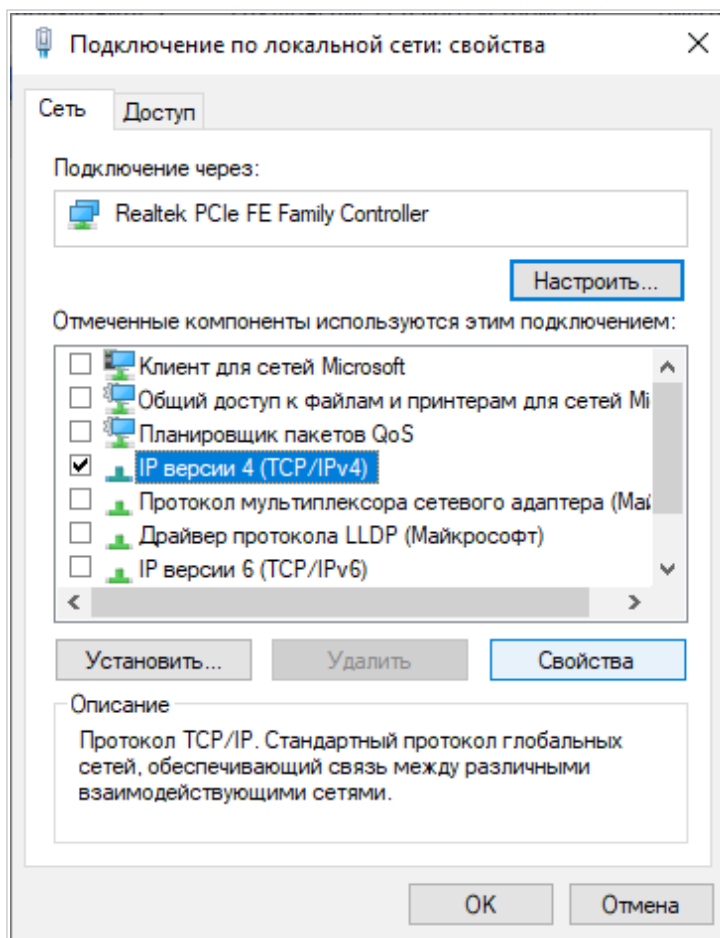 Подключение по локальной сети: свойства
Сеть
Доступ
Подключение через:
Realtek PCIe FE Family Controller
Настроить...
Отмеченные компоненты используются этим подключением:
Клиент для сетей Microsoft
Общий доступ к файлам и принтерам для сетей Mi
Планировщик пакетов QoS
IP версии 4 (TCP/IPv4)
Протокол мультиплексора сетевого адаптера (Май
Драйвер протокола LLDP (Майкрософт)
IP версии 6 (TCP/IPv6)
Установить...
Удалить
Свойства
Описание
Протокол TCP/IP. Стандартный протокол глобальных
сетей, обеспечивающий связь между различными
взаимодействующими сетями.
OK
Отмена